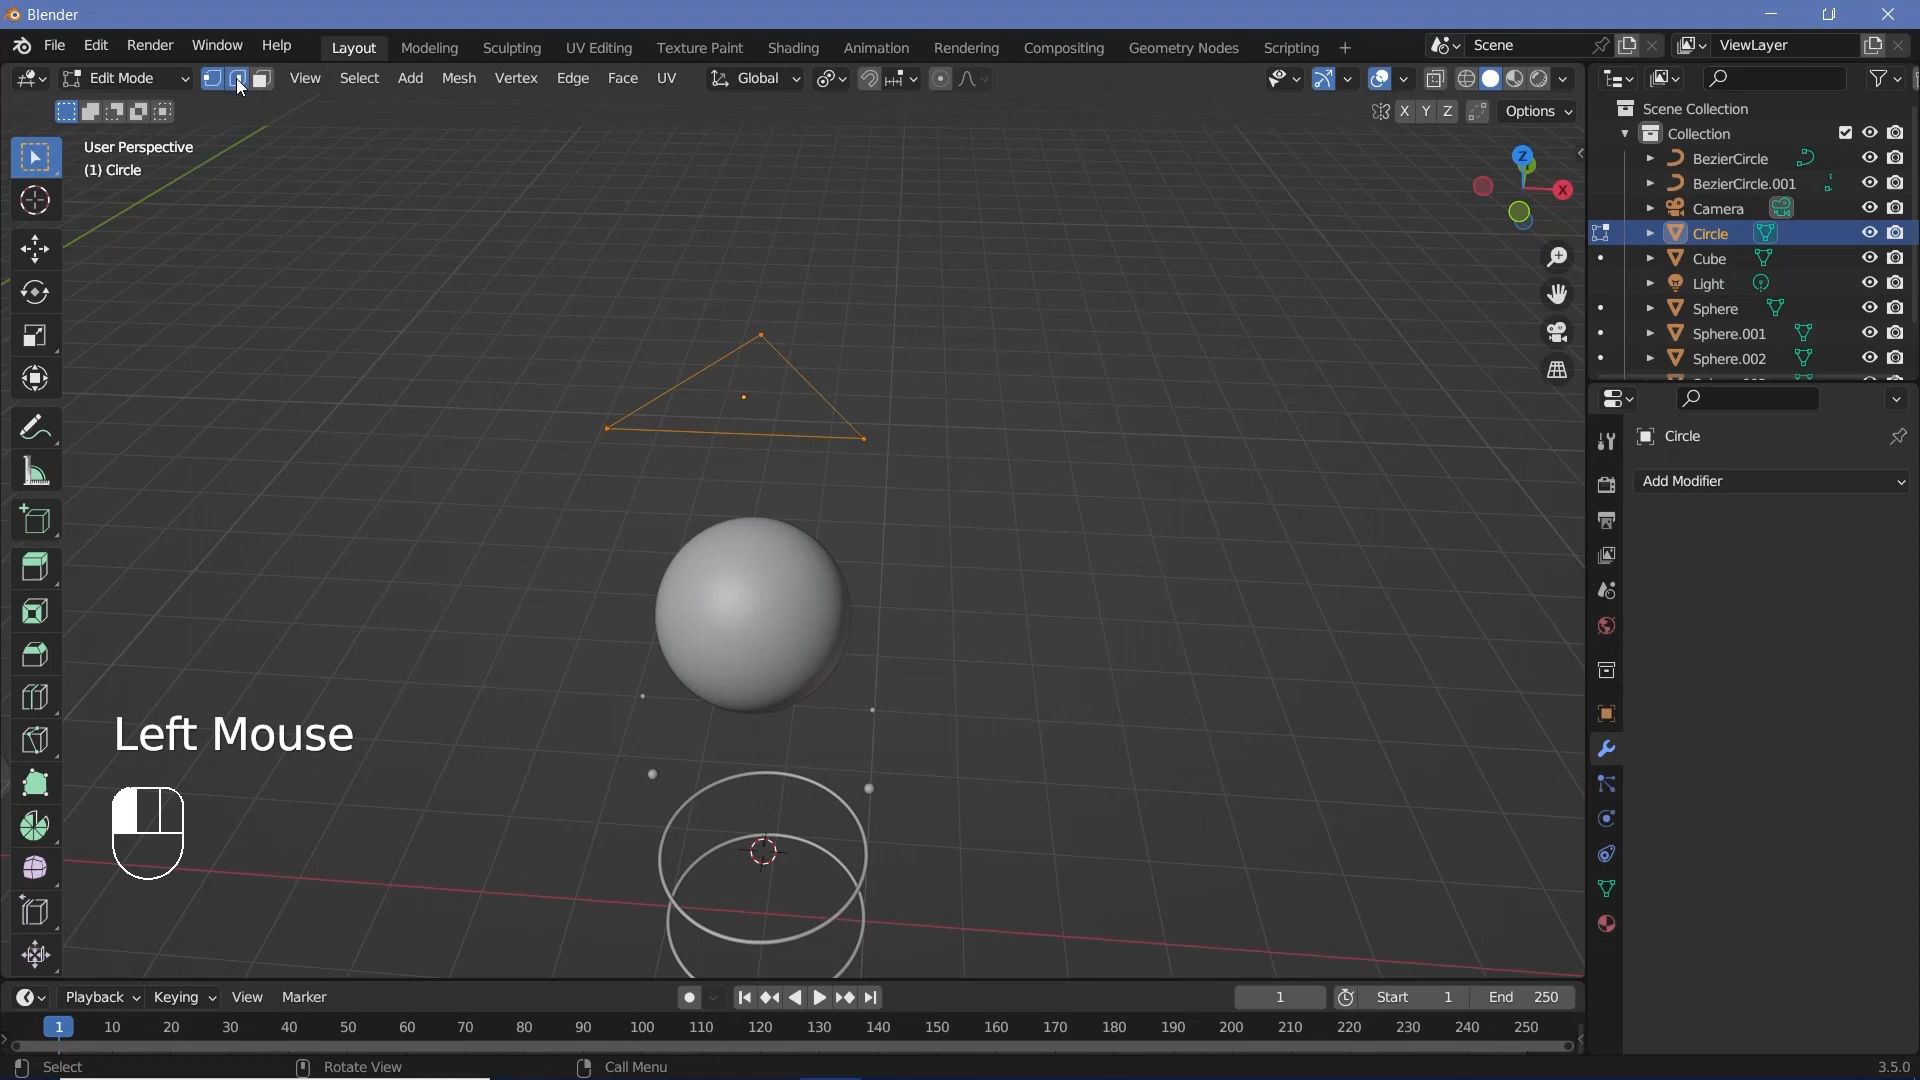 Blender
File Edit Render Window Help Layout Modeling Sculpting UV Editing Texture Paint Shading Animation Rendering Compositing Geometry Nodes Scripting + Scene ViewLayer
Edit Mode View Select Add Mesh Vertex Edge Face UV Global
X Y Z Options
User Perspective
(1) Circle
Z
X
Scene Collection
Collection
BezierCircle
BezierCircle.001
Camera
Circle
Cube
Light
Sphere
Sphere.001
Sphere.002
Circle
Add Modifier
Left Mouse
Playback Keying View Marker 1 Start 1 End 250
1 10 20 30 40 50 60 70 80 90 100 110 120 130 140 150 160 170 180 190 200 210 220 230 240 250
Select Rotate View Call Menu 3.5.0